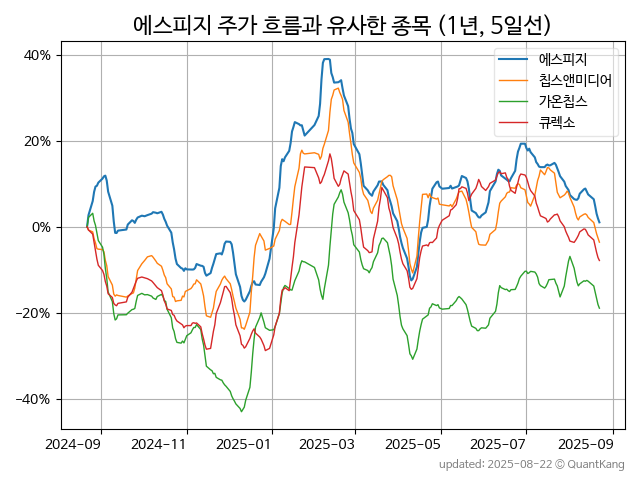 에스피지 주가 흐름과 유사한 종목 (1년, 5일선)
에스피지
칩스앤미디어
가온칩스
큐렉소
40%
20%
0%
−20%
−40%
2024-09
2024-11
2025-01
2025-03
2025-05
2025-07
2025-09
updated: 2025-08-22 © QuantKang